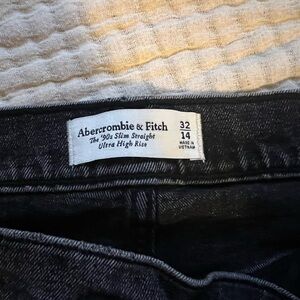 Abercrombie & Fitch
The '90s Slim Straight
Ultra High Rise
32
14
MADE IN
VIETNAM